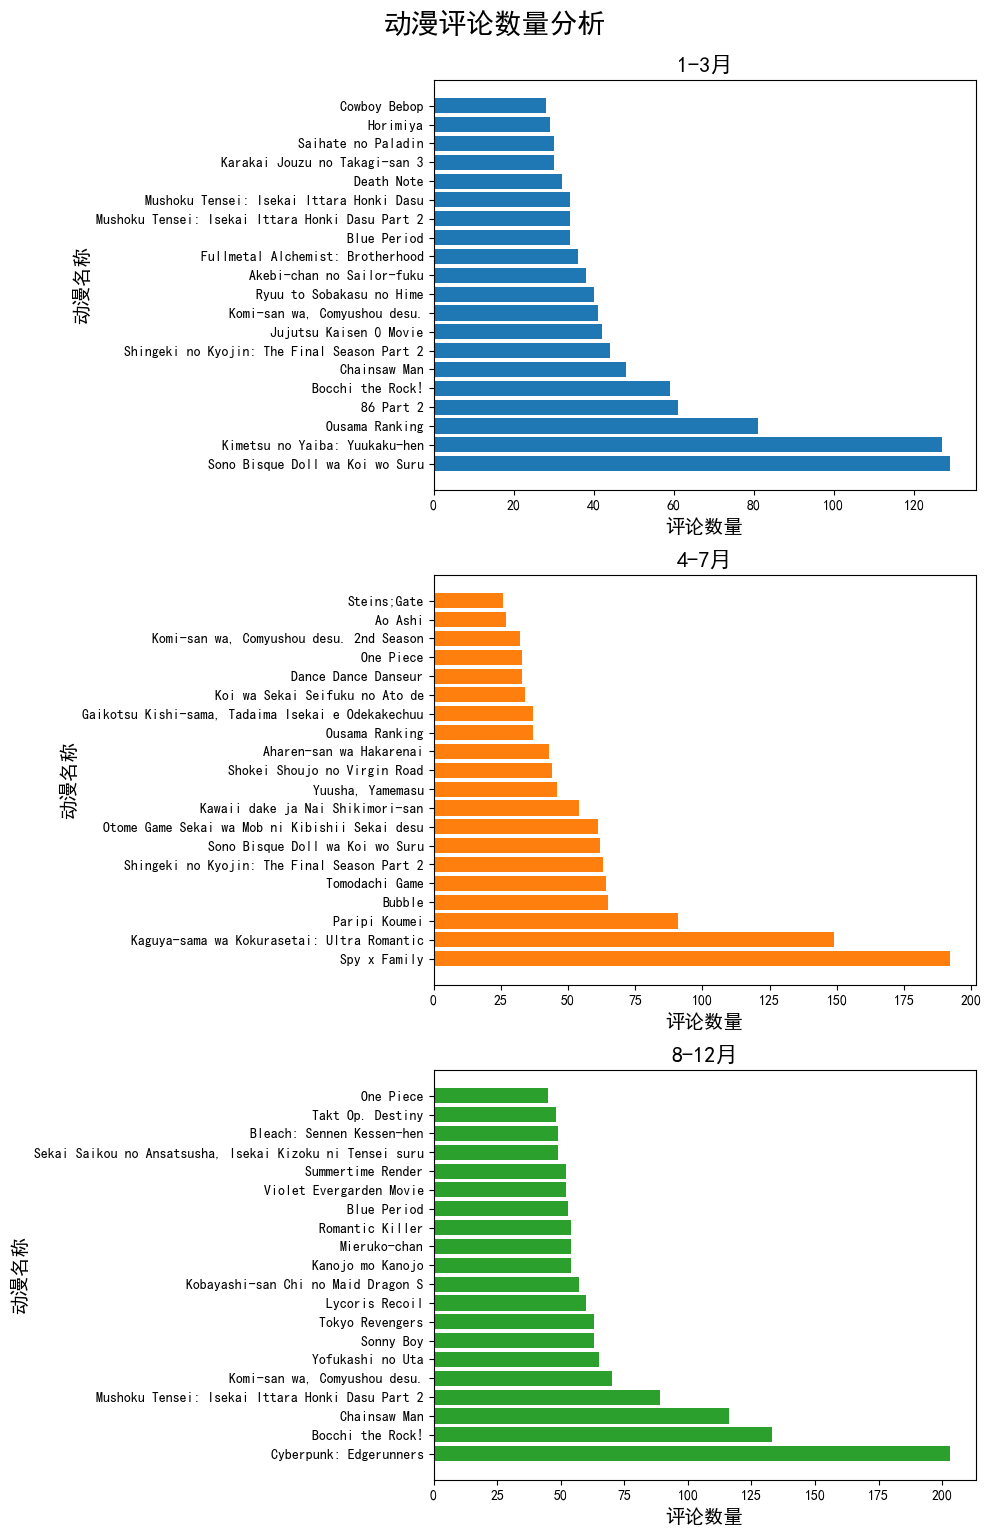 动漫评论数量分析
1-3月
动漫名称
Cowboy Bebop
Horimiya
Saihate no Paladin
Karakai Jouzu no Takagi-san 3
Death Note
Mushoku Tensei: Isekai Ittara Honki Dasu
Mushoku Tensei: Isekai Ittara Honki Dasu Part 2
Blue Period
Fullmetal Alchemist: Brotherhood
Akebi-chan no Sailor-fuku
Ryuu to Sobakasu no Hime
Komi-san wa, Comyushou desu.
Jujutsu Kaisen 0 Movie
Shingeki no Kyojin: The Final Season Part 2
Chainsaw Man
Bocchi the Rock!
86 Part 2
Ousama Ranking
Kimetsu no Yaiba: Yuukaku-hen
Sono Bisque Doll wa Koi wo Suru
0 20 40 60 80 100 120
评论数量
4-7月
动漫名称
Steins;Gate
Ao Ashi
Komi-san wa, Comyushou desu. 2nd Season
One Piece
Dance Dance Danseur
Koi wa Sekai Seifuku no Ato de
Gaikotsu Kishi-sama, Tadaima Isekai e Odekakechuu
Ousama Ranking
Aharen-san wa Hakarenai
Shokei Shoujo no Virgin Road
Yuusha, Yamemasu
Kawaii dake ja Nai Shikimori-san
Otome Game Sekai wa Mob ni Kibishii Sekai desu
Sono Bisque Doll wa Koi wo Suru
Shingeki no Kyojin: The Final Season Part 2
Tomodachi Game
Bubble
Paripi Koumei
Kaguya-sama wa Kokurasetai: Ultra Romantic
Spy x Family
0 25 50 75 100 125 150 175 200
评论数量
8-12月
动漫名称
One Piece
Takt Op. Destiny
Bleach: Sennen Kessen-hen
Sekai Saikou no Ansatsusha, Isekai Kizoku ni Tensei suru
Summertime Render
Violet Evergarden Movie
Blue Period
Romantic Killer
Mieruko-chan
Kanojo mo Kanojo
Kobayashi-san Chi no Maid Dragon S
Lycoris Recoil
Tokyo Revengers
Sonny Boy
Yofukashi no Uta
Komi-san wa, Comyushou desu.
Mushoku Tensei: Isekai Ittara Honki Dasu Part 2
Chainsaw Man
Bocchi the Rock!
Cyberpunk: Edgerunners
0 25 50 75 100 125 150 175 200
评论数量